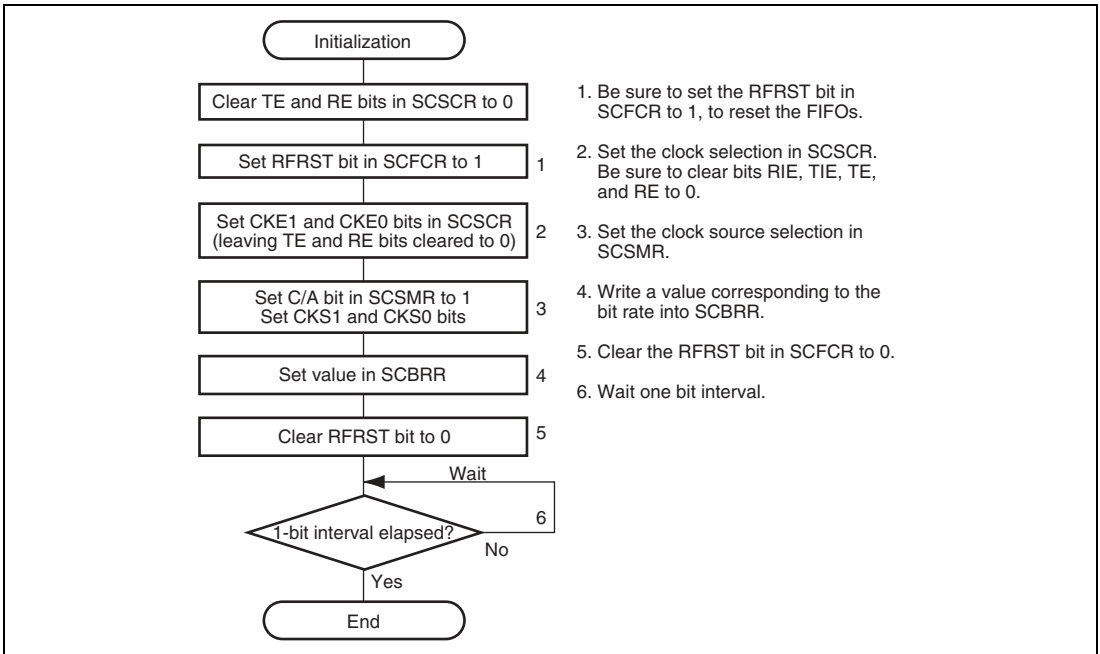 Initialization
Clear TE and RE bits in SCSCR to 0
Set RFRST bit in SCFCR to 1
1
Set CKE1 and CKE0 bits in SCSCR
(leaving TE and RE bits cleared to 0)
2
Set C/A bit in SCSMR to 1
Set CKS1 and CKS0 bits
3
Set value in SCBRR
4
Clear RFRST bit to 0
5
Wait
1-bit interval elapsed?
6
No
Yes
End
1. Be sure to set the RFRST bit in
SCFCR to 1, to reset the FIFOs.
2. Set the clock selection in SCSCR.
Be sure to clear bits RIE, TIE, TE,
and RE to 0.
3. Set the clock source selection in
SCSMR.
4. Write a value corresponding to the
bit rate into SCBRR.
5. Clear the RFRST bit in SCFCR to 0.
6. Wait one bit interval.